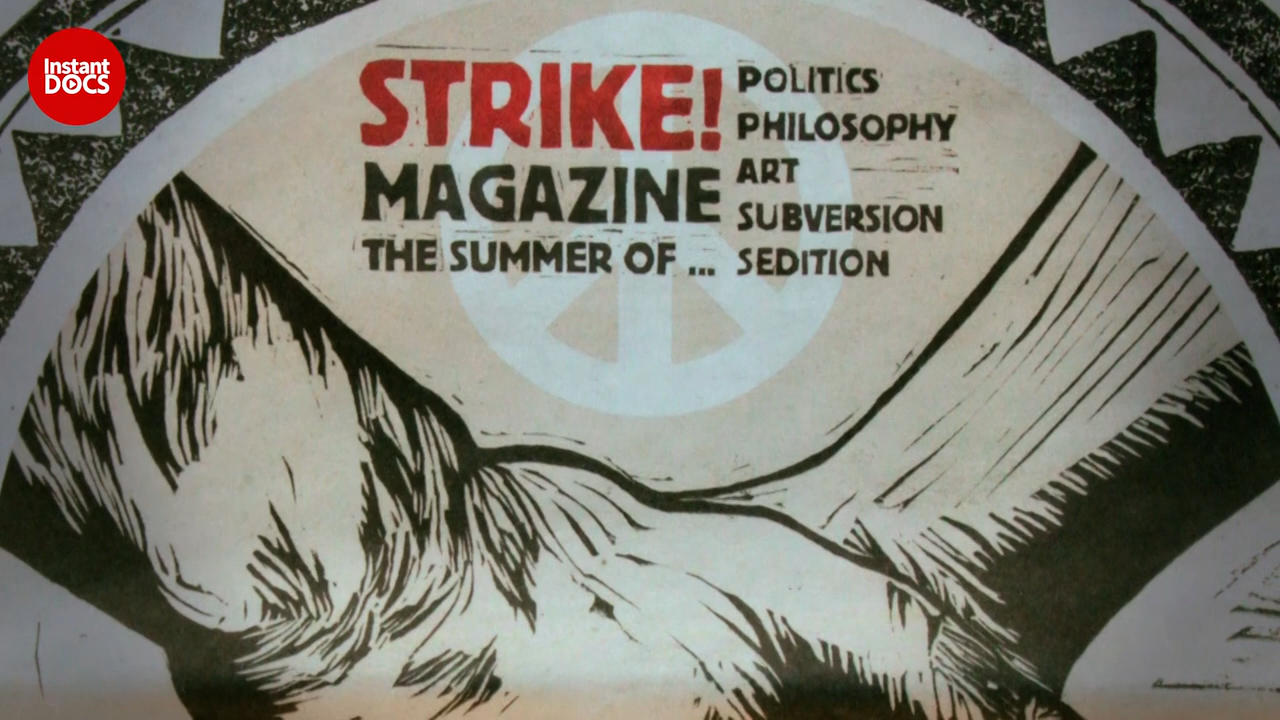 Instant
DOCS
STRIKE!
MAGAZINE
THE SUMMER OF ...
POLITICS
PHILOSOPHY
ART
SUBVERSION
SEDITION